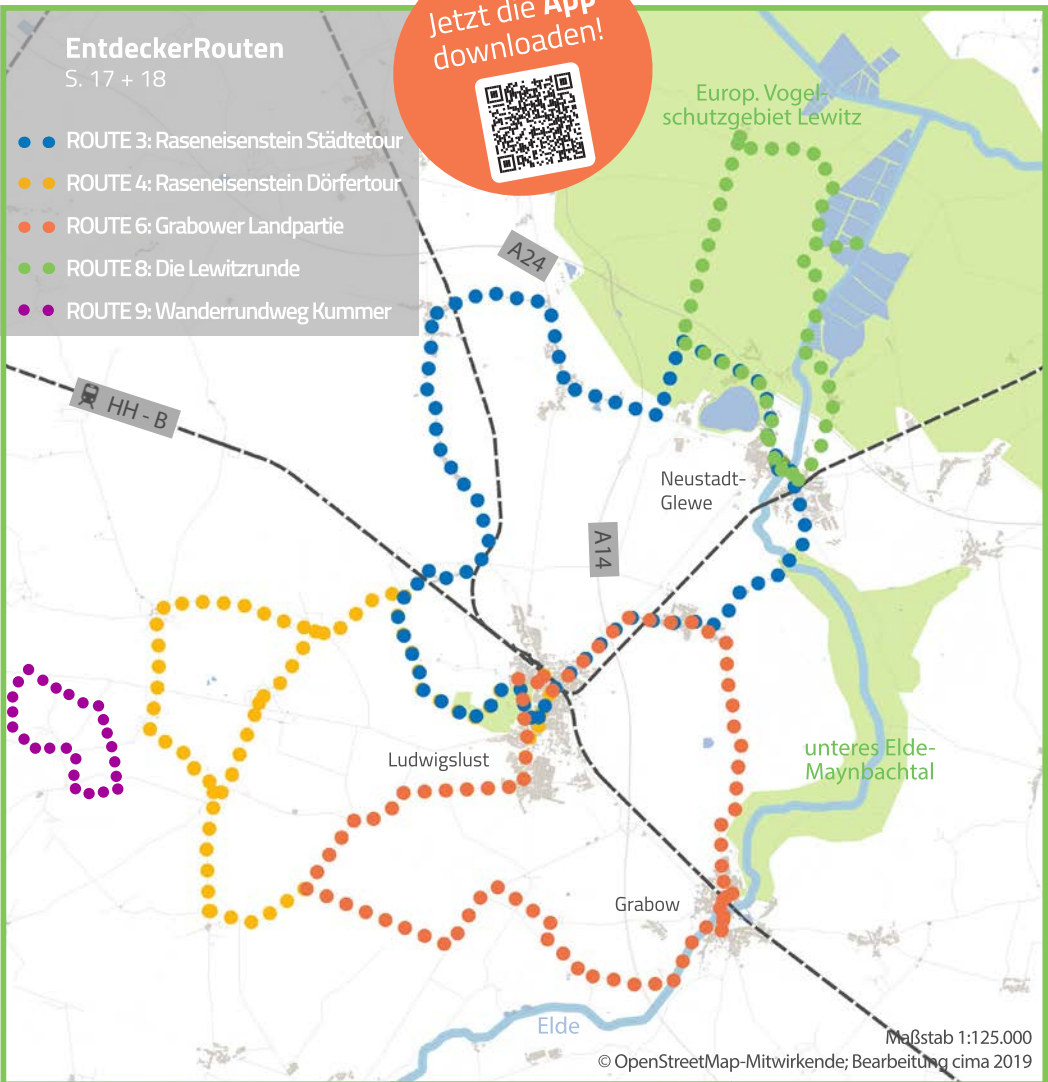 Jetzt die App
downloaden!
EntdeckerRouten
S. 17 + 18
ROUTE 3: Raseneisenstein Städtetour
ROUTE 4: Raseneisenstein Dörfertour
ROUTE 6: Grabower Landpartie
ROUTE 8: Die Lewitzrunde
ROUTE 9: Wanderrundweg Kummer
Europ. Vogel-
schutzgebiet Lewitz
A24
HH - B
Neustadt-
Glewe
A14
Ludwigslust
unteres Elde-
Maynbachtal
Grabow
Elde
Maßstab 1:125.000
© OpenStreetMap-Mitwirkende; Bearbeitung cima 2019